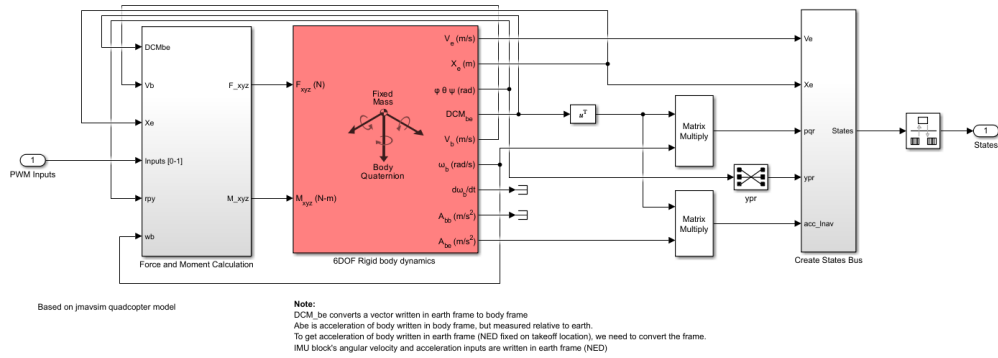 DCMbe
Vb
Xe
Inputs [0-1]
rpy
wb
F_xyz
M_xyz
Force and Moment Calculation
1
PWM Inputs
F_xyz (N)
M_xyz (N-m)
Fixed
Mass
Body
Quaternion
V_e (m/s)
X_e (m)
φ θ ψ (rad)
DCM_be
V_b (m/s)
ω_b (rad/s)
dω_b/dt
A_bb (m/s²)
A_be (m/s²)
6DOF Rigid body dynamics
u^T
Matrix
Multiply
ypr
Matrix
Multiply
Ve
Xe
pqr
ypr
acc_Inav
States
Create States Bus
1
States
Based on jmavsim quadcopter model
Note:
DCM_be converts a vector written in earth frame to body frame
Abe is acceleration of body written in body frame, but measured relative to earth.
To get acceleration of body written in earth frame (NED fixed on takeoff location), we need to convert the frame.
IMU block's angular velocity and acceleration inputs are written in earth frame (NED)